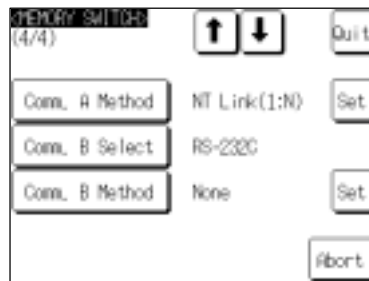 <MEMORY SWITCH>
(4/4)
Quit
Comm. A Method NT Link(1:N) Set
Comm. B Select RS-232C
Comm. B Method None Set
Abort